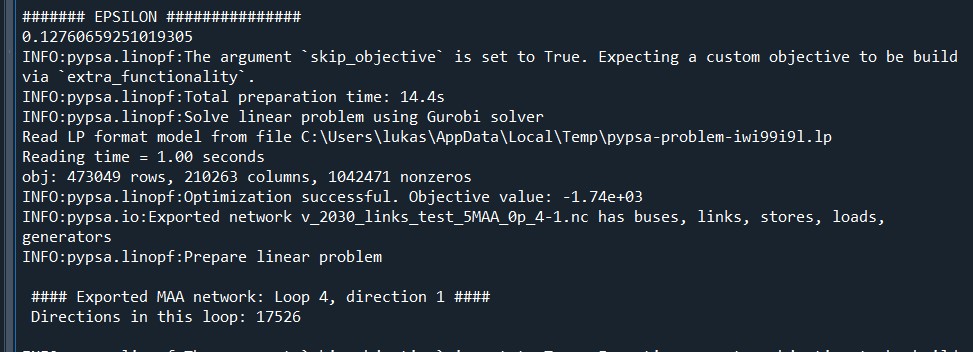 ####### EPSILON ###############
0.12760659251019305
INFO:pypsa.linopf:The argument `skip_objective` is set to True. Expecting a custom objective to be build
via `extra_functionality`.
INFO:pypsa.linopf:Total preparation time: 14.4s
INFO:pypsa.linopf:Solve linear problem using Gurobi solver
Read LP format model from file C:\Users\lukas\AppData\Local\Temp\pypsa-problem-iwi99i9l.lp
Reading time = 1.00 seconds
obj: 473049 rows, 210263 columns, 1042471 nonzeros
INFO:pypsa.linopf:Optimization successful. Objective value: -1.74e+03
INFO:pypsa.io:Exported network v_2030_links_test_5MAA_0p_4-1.nc has buses, links, stores, loads,
generators
INFO:pypsa.linopf:Prepare linear problem
#### Exported MAA network: Loop 4, direction 1 ####
Directions in this loop: 17526